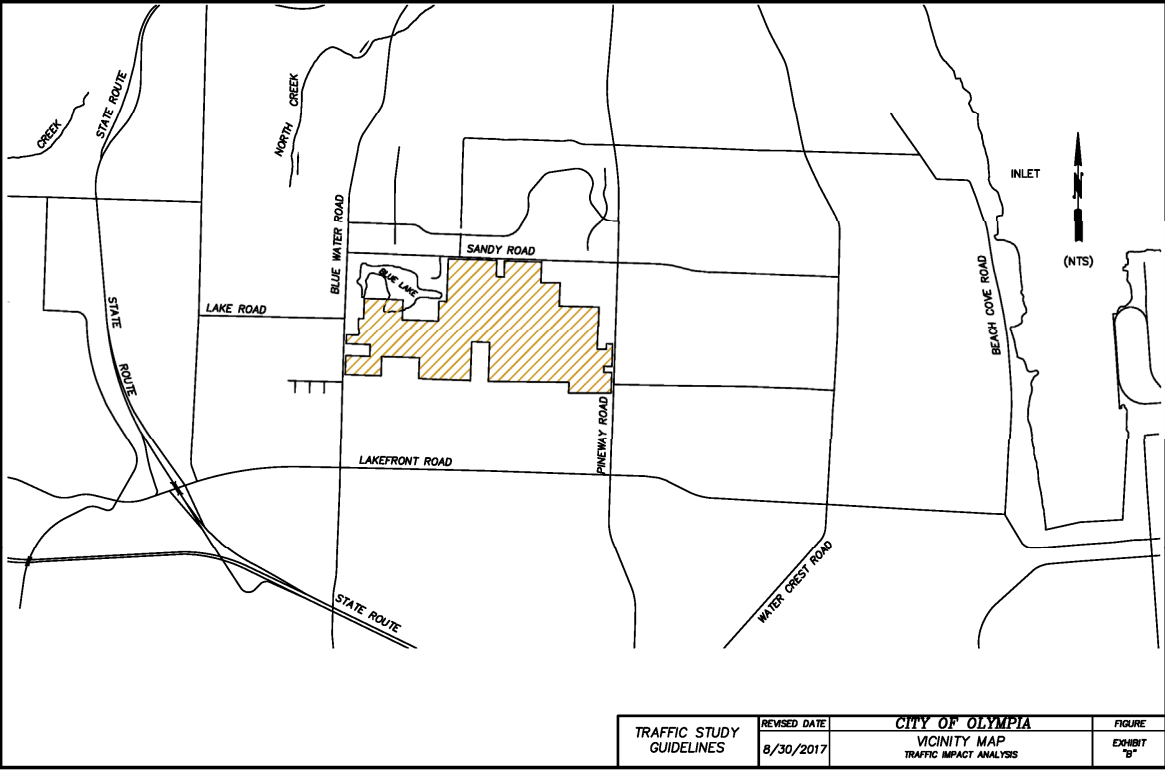 STATE ROUTE
CREEK
NORTH CREEK
INLET
N
(NTS)
BLUE WATER ROAD
SANDY ROAD
BLUE LAKE
LAKE ROAD
STATE
ROUTE
BEACH COVE ROAD
PINEWAY ROAD
LAKEFRONT ROAD
WATER CREST ROAD
STATE ROUTE
TRAFFIC STUDY
GUIDELINES
REVISED DATE
8/30/2017
CITY OF OLYMPIA
VICINITY MAP
TRAFFIC IMPACT ANALYSIS
FIGURE
EXHIBIT
"B"